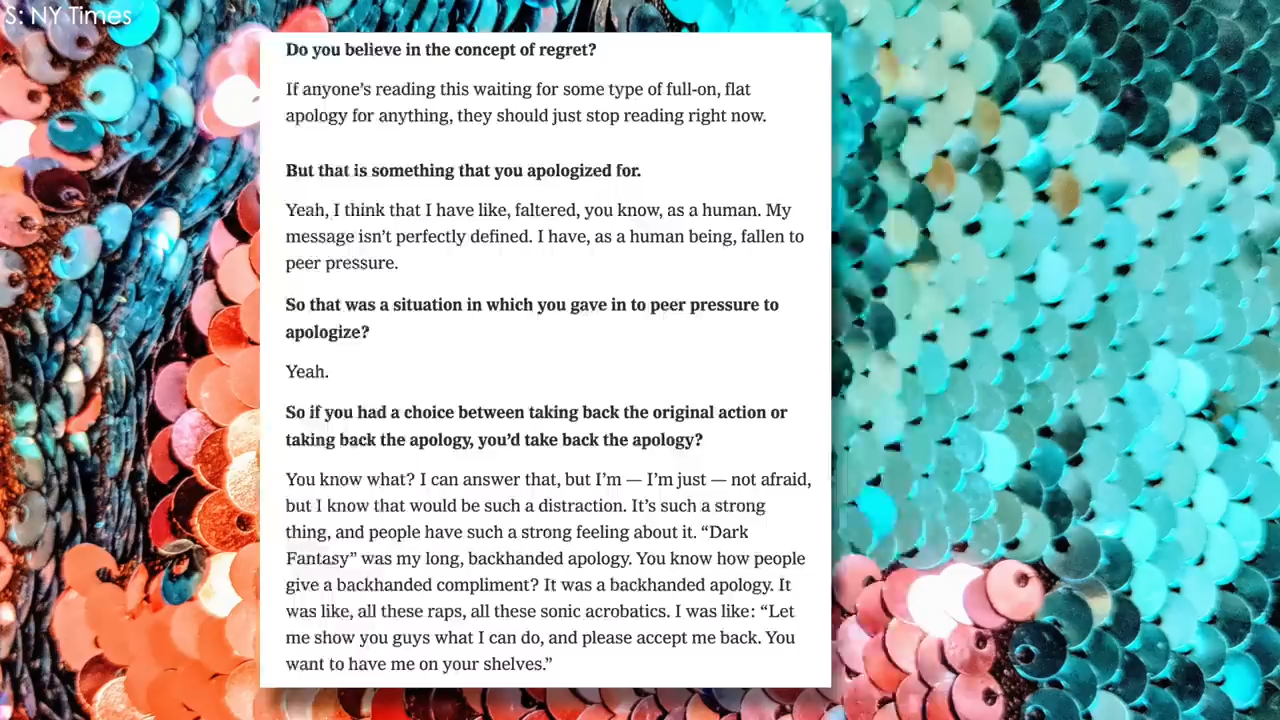 S: NY Times
Do you believe in the concept of regret?
If anyone’s reading this waiting for some type of full-on, flat
apology for anything, they should just stop reading right now.
But that is something that you apologized for.
Yeah, I think that I have like, faltered, you know, as a human. My
message isn’t perfectly defined. I have, as a human being, fallen to
peer pressure.
So that was a situation in which you gave in to peer pressure to
apologize?
Yeah.
So if you had a choice between taking back the original action or
taking back the apology, you’d take back the apology?
You know what? I can answer that, but I’m — I’m just — not afraid,
but I know that would be such a distraction. It’s such a strong
thing, and people have such a strong feeling about it. “Dark
Fantasy” was my long, backhanded apology. You know how people
give a backhanded compliment? It was a backhanded apology. It
was like, all these raps, all these sonic acrobatics. I was like: “Let
me show you guys what I can do, and please accept me back. You
want to have me on your shelves.”